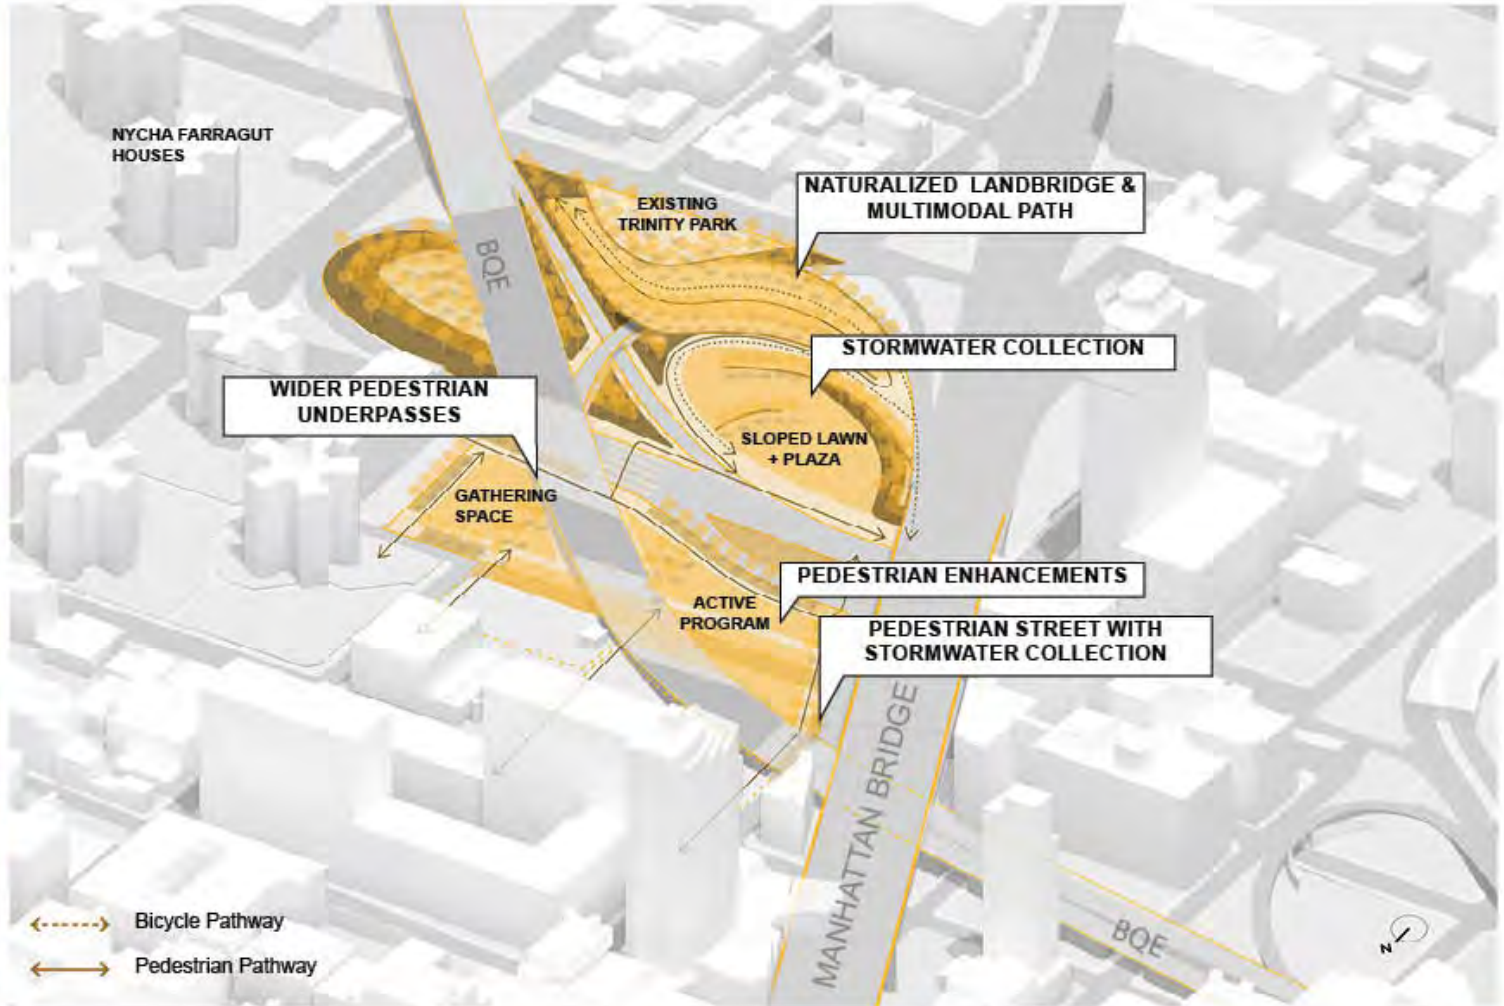 NYCHA FARRAGUT
HOUSES
EXISTING
TRINITY PARK
NATURALIZED LANDBRIDGE &
MULTIMODAL PATH
BQE
STORMWATER COLLECTION
WIDER PEDESTRIAN
UNDERPASSES
SLOPED LAWN
+ PLAZA
GATHERING
SPACE
PEDESTRIAN ENHANCEMENTS
ACTIVE
PROGRAM
PEDESTRIAN STREET WITH
STORMWATER COLLECTION
MANHATTAN BRIDGE
BQE
N
Bicycle Pathway
Pedestrian Pathway